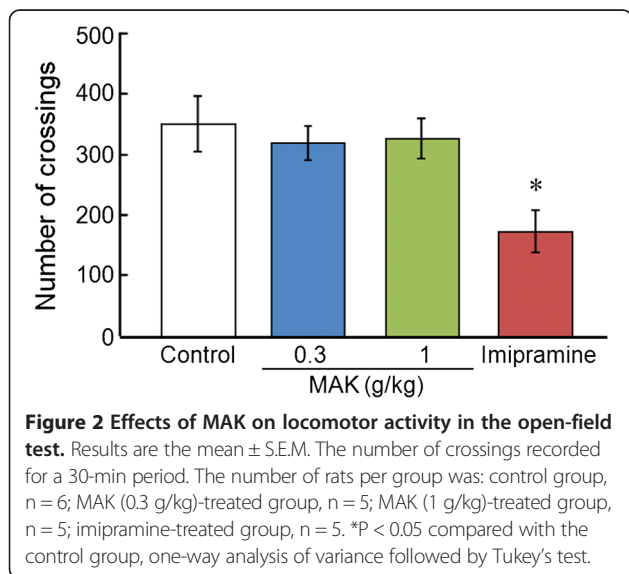 500
400
300
200
100
0
Number of crossings
*
Control 0.3 1 Imipramine
MAK (g/kg)
Figure 2 Effects of MAK on locomotor activity in the open-field
test. Results are the mean ± S.E.M. The number of crossings recorded
for a 30-min period. The number of rats per group was: control group,
n = 6; MAK (0.3 g/kg)-treated group, n = 5; MAK (1 g/kg)-treated group,
n = 5; imipramine-treated group, n = 5. *P < 0.05 compared with the
control group, one-way analysis of variance followed by Tukey’s test.